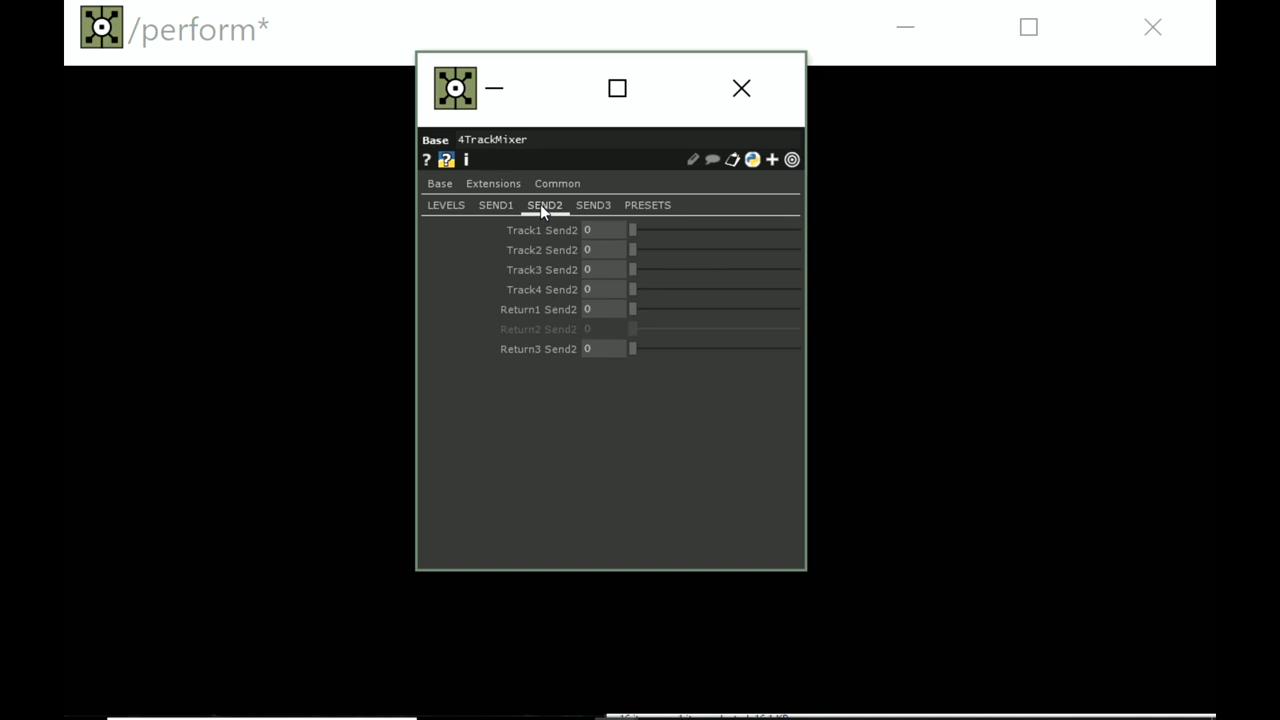 /perform*
Base 4TrackMixer
? ? i
Base Extensions Common
LEVELS SEND1 SEND2 SEND3 PRESETS
Track1 Send2 0
Track2 Send2 0
Track3 Send2 0
Track4 Send2 0
Return1 Send2 0
Return2 Send2 0
Return3 Send2 0